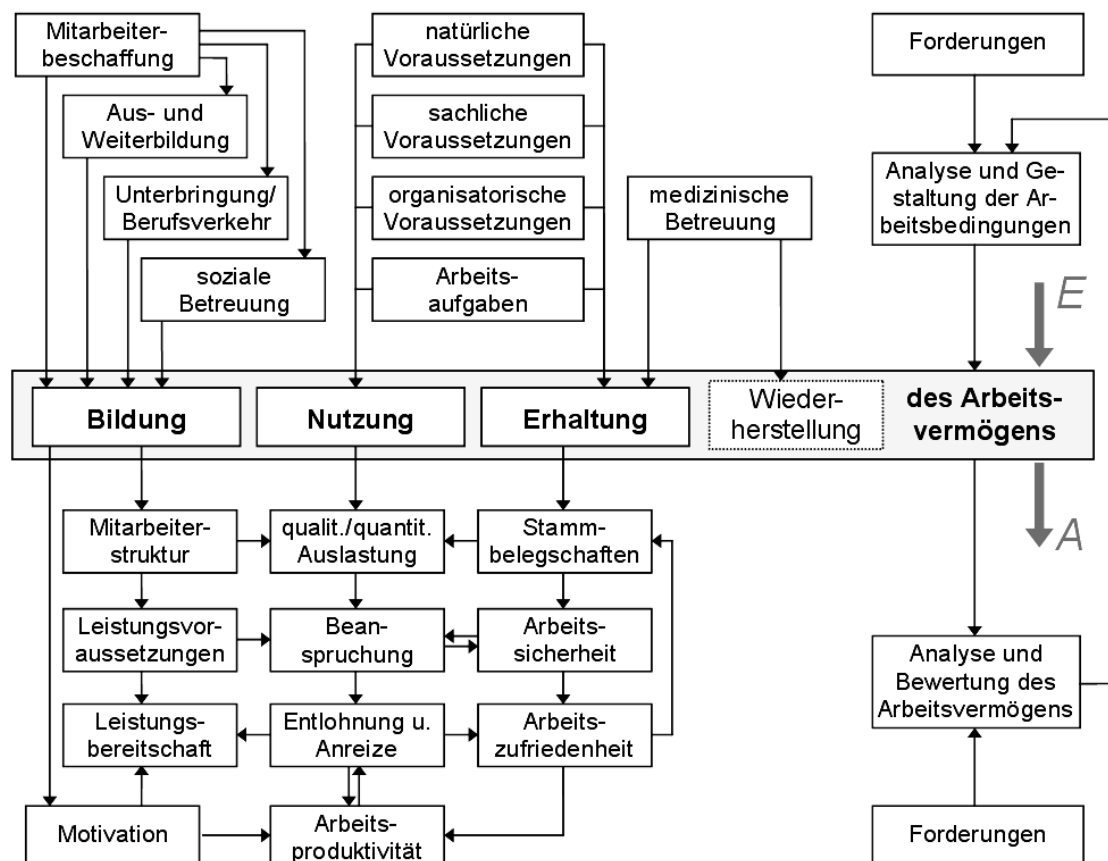 Mitarbeiter-
beschaffung
natürliche
Voraussetzungen
Forderungen
Aus- und
Weiterbildung
sachliche
Voraussetzungen
Analyse und Ge-
staltung der Ar-
beitsbedingungen
Unterbringung/
Berufsverkehr
organisatorische
Voraussetzungen
medizinische
Betreuung
soziale
Betreuung
Arbeits-
aufgaben
E
Bildung
Nutzung
Erhaltung
Wieder-
herstellung
des Arbeits-
vermögens
A
Mitarbeiter-
struktur
qualit./quantit.
Auslastung
Stamm-
belegschaften
Leistungsvor-
aussetzungen
Bean-
spruchung
Arbeits-
sicherheit
Analyse und
Bewertung des
Arbeitsvermögens
Leistungs-
bereitschaft
Entlohnung u.
Anreize
Arbeits-
zufriedenheit
Motivation
Arbeits-
produktivität
Forderungen